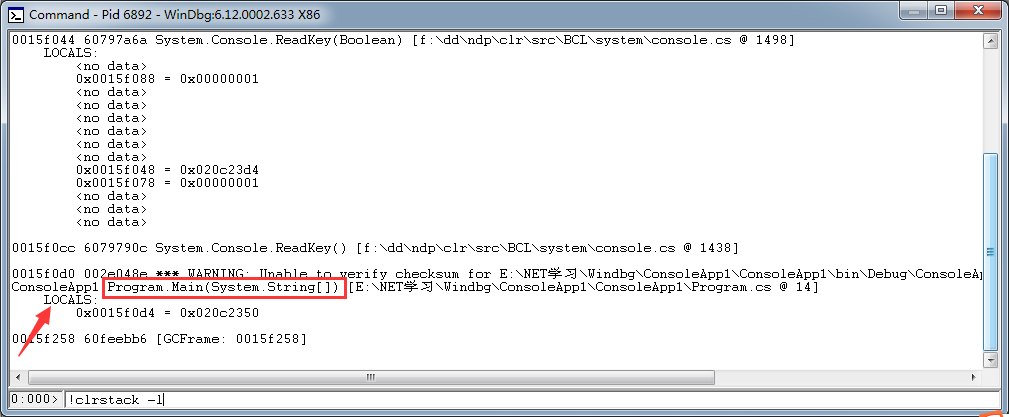 Command - Pid 6892 - WinDbg:6.12.0002.633 X86
0015f044 60797a6a System.Console.ReadKey(Boolean) [f:\dd\ndp\clr\src\BCL\system\console.cs @ 1498]
LOCALS:
<no data>
0x0015f088 = 0x00000001
<no data>
<no data>
<no data>
<no data>
<no data>
<no data>
0x0015f048 = 0x020c23d4
0x0015f078 = 0x00000001
<no data>
<no data>
<no data>
0015f0cc 6079790c System.Console.ReadKey() [f:\dd\ndp\clr\src\BCL\system\console.cs @ 1438]
0015f0d0 002e048e *** WARNING: Unable to verify checksum for E:\NET学习\Windbg\ConsoleApp1\ConsoleApp1\bin\Debug\ConsoleAp
ConsoleApp1 Program.Main(System.String[]) [E:\NET学习\Windbg\ConsoleApp1\ConsoleApp1\Program.cs @ 14]
LOCALS:
0x0015f0d4 = 0x020c2350
0015f258 60feebb6 [GCFrame: 0015f258]
0:000> !clrstack -l